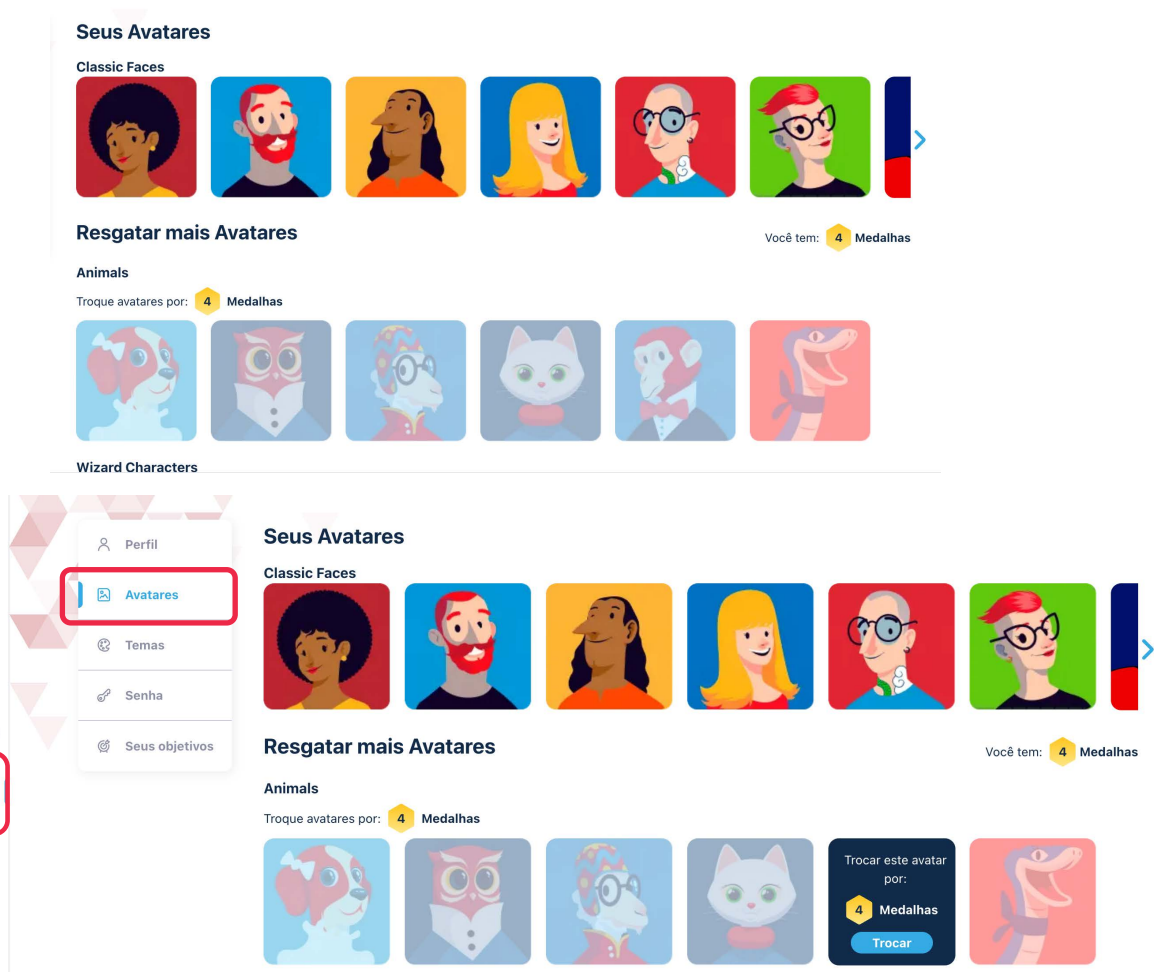 Seus Avatares
Classic Faces
Resgatar mais Avatares
Você tem: 4 Medalhas
Animals
Troque avatares por: 4 Medalhas
Wizard Characters
Perfil
Avatares
Temas
Senha
Seus objetivos
Seus Avatares
Classic Faces
Resgatar mais Avatares
Você tem: 4 Medalhas
Animals
Troque avatares por: 4 Medalhas
Trocar este avatar
por:
4 Medalhas
Trocar